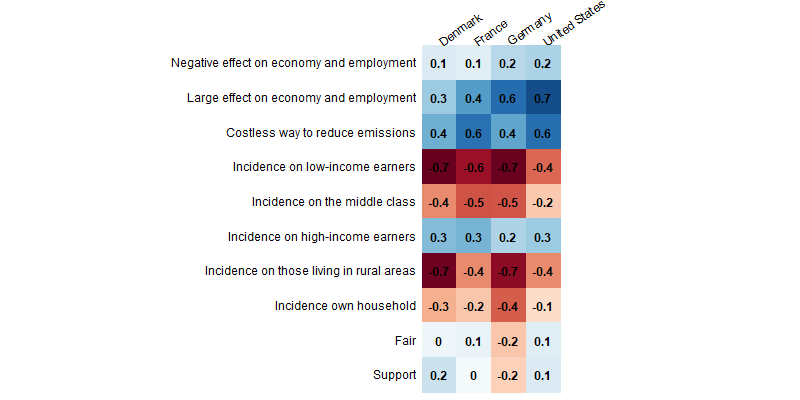 Denmark France Germany United States
Negative effect on economy and employment 0.1 0.1 0.2 0.2
Large effect on economy and employment 0.3 0.4 0.6 0.7
Costless way to reduce emissions 0.4 0.6 0.4 0.6
Incidence on low-income earners -0.7 -0.6 -0.7 -0.4
Incidence on the middle class -0.4 -0.5 -0.5 -0.2
Incidence on high-income earners 0.3 0.3 0.2 0.3
Incidence on those living in rural areas -0.7 -0.4 -0.7 -0.4
Incidence own household -0.3 -0.2 -0.4 -0.1
Fair 0 0.1 -0.2 0.1
Support 0.2 0 -0.2 0.1